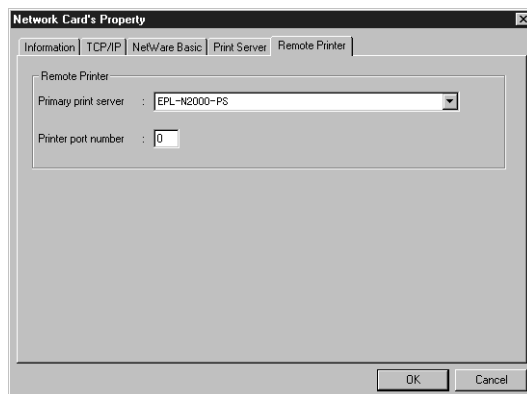 Network Card's Property
Information TCP/IP NetWare Basic Print Server Remote Printer
Remote Printer
Primary print server : EPL-N2000-PS
Printer port number : 0
OK Cancel